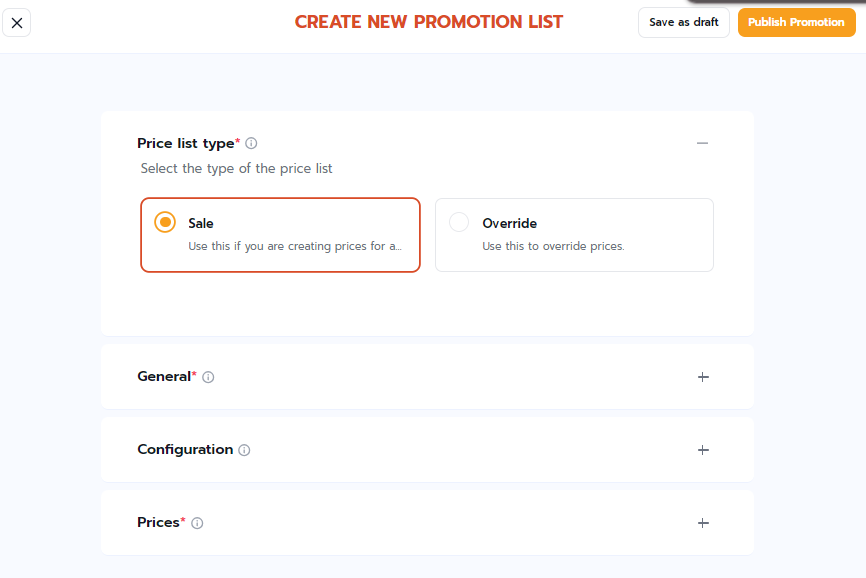 CREATE NEW PROMOTION LIST
Save as draft
Publish Promotion
Price list type*
Select the type of the price list
Sale
Use this if you are creating prices for a...
Override
Use this to override prices.
General*
Configuration
Prices*